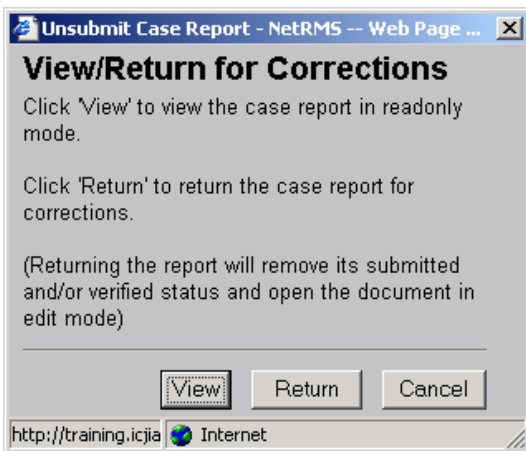 Unsubmit Case Report - NetRMS -- Web Page ...
View/Return for Corrections
Click 'View' to view the case report in readonly
mode.
Click 'Return' to return the case report for
corrections.
(Returning the report will remove its submitted
and/or verified status and open the document in
edit mode)
View Return Cancel
http://training.icjia Internet